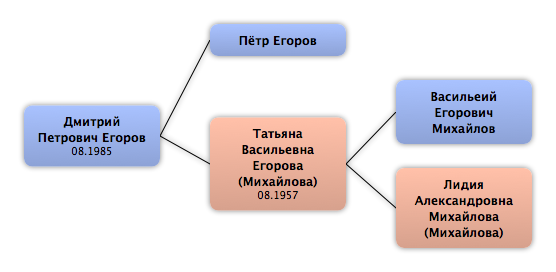 Пётр Егоров
Дмитрий
Петрович Егоров
08.1985
Татьяна
Васильевна
Егорова
(Михайлова)
08.1957
Васильеий
Егорович
Михайлов
Лидия
Александровна
Михайлова
(Михайлова)